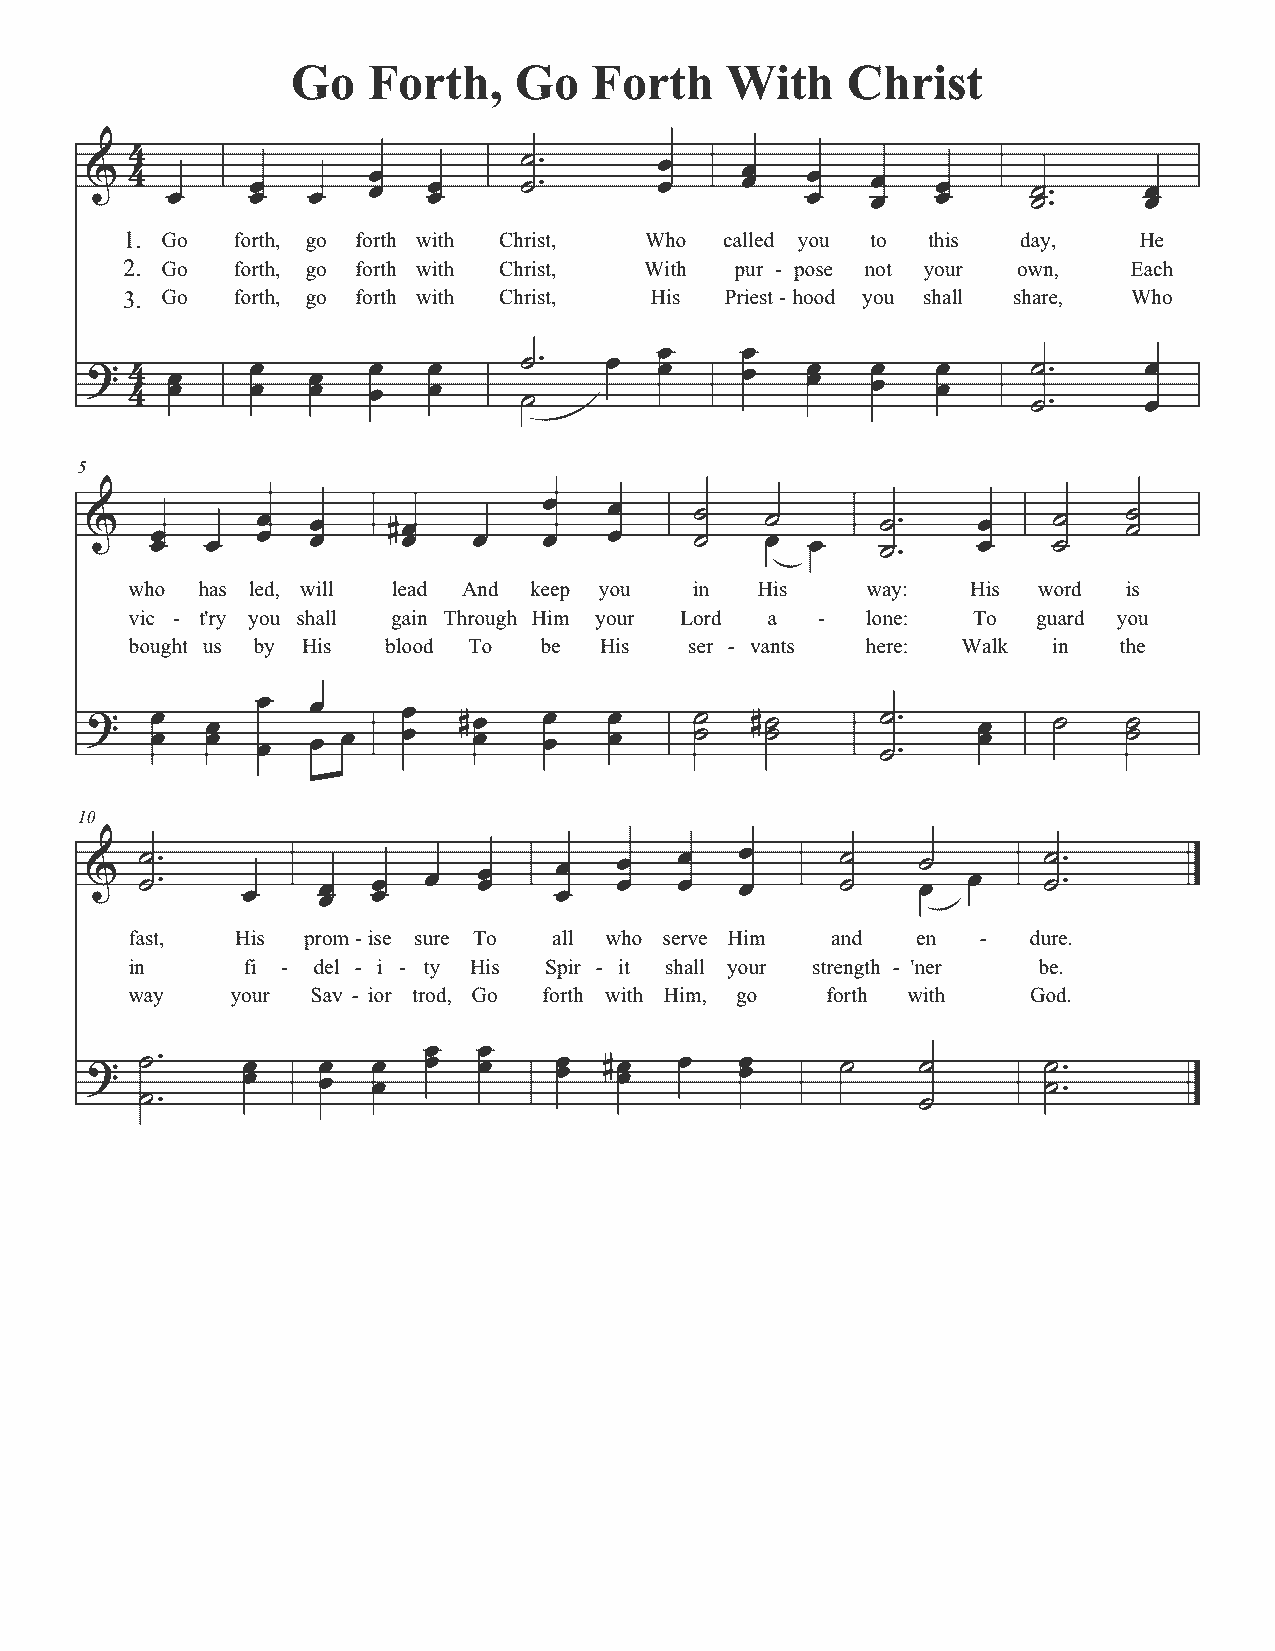 Go Forth, Go Forth With Christ
1. Go forth, go forth with Christ, Who called you to this day, He
2. Go forth, go forth with Christ, With pur - pose not your own, Each
3. Go forth, go forth with Christ, His Priest - hood you shall share, Who
5
who has led, will lead And keep you in His way: His word is
vic - t'ry you shall gain Through Him your Lord a - lone: To guard you
bought us by His blood To be His ser - vants here: Walk in the
10
fast, His prom - ise sure To all who serve Him and en - dure.
in fi - del - i - ty His Spir - it shall your strength - 'ner be.
way your Sav - ior trod, Go forth with Him, go forth with God.